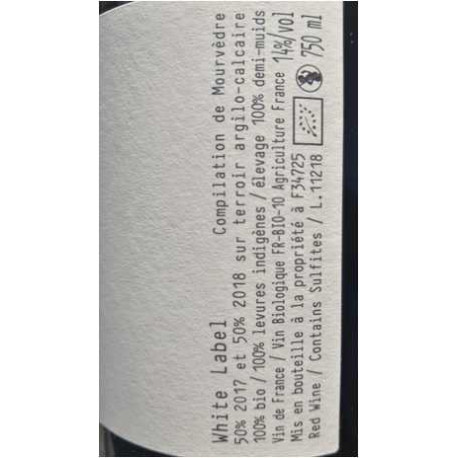 White Label Compilation de Mourvèdre
50% 2017 et 50% 2018 sur terroir argilo-calcaire
100% bio / 100% levures indigènes / élevage 100% demi-muids
Vin de France / Vin Biologique FR-BIO-10 Agriculture France 14%/vol
Mis en bouteille à la propriété à F34725 750 ml
Red Wine / Contains Sulfites / L.11218